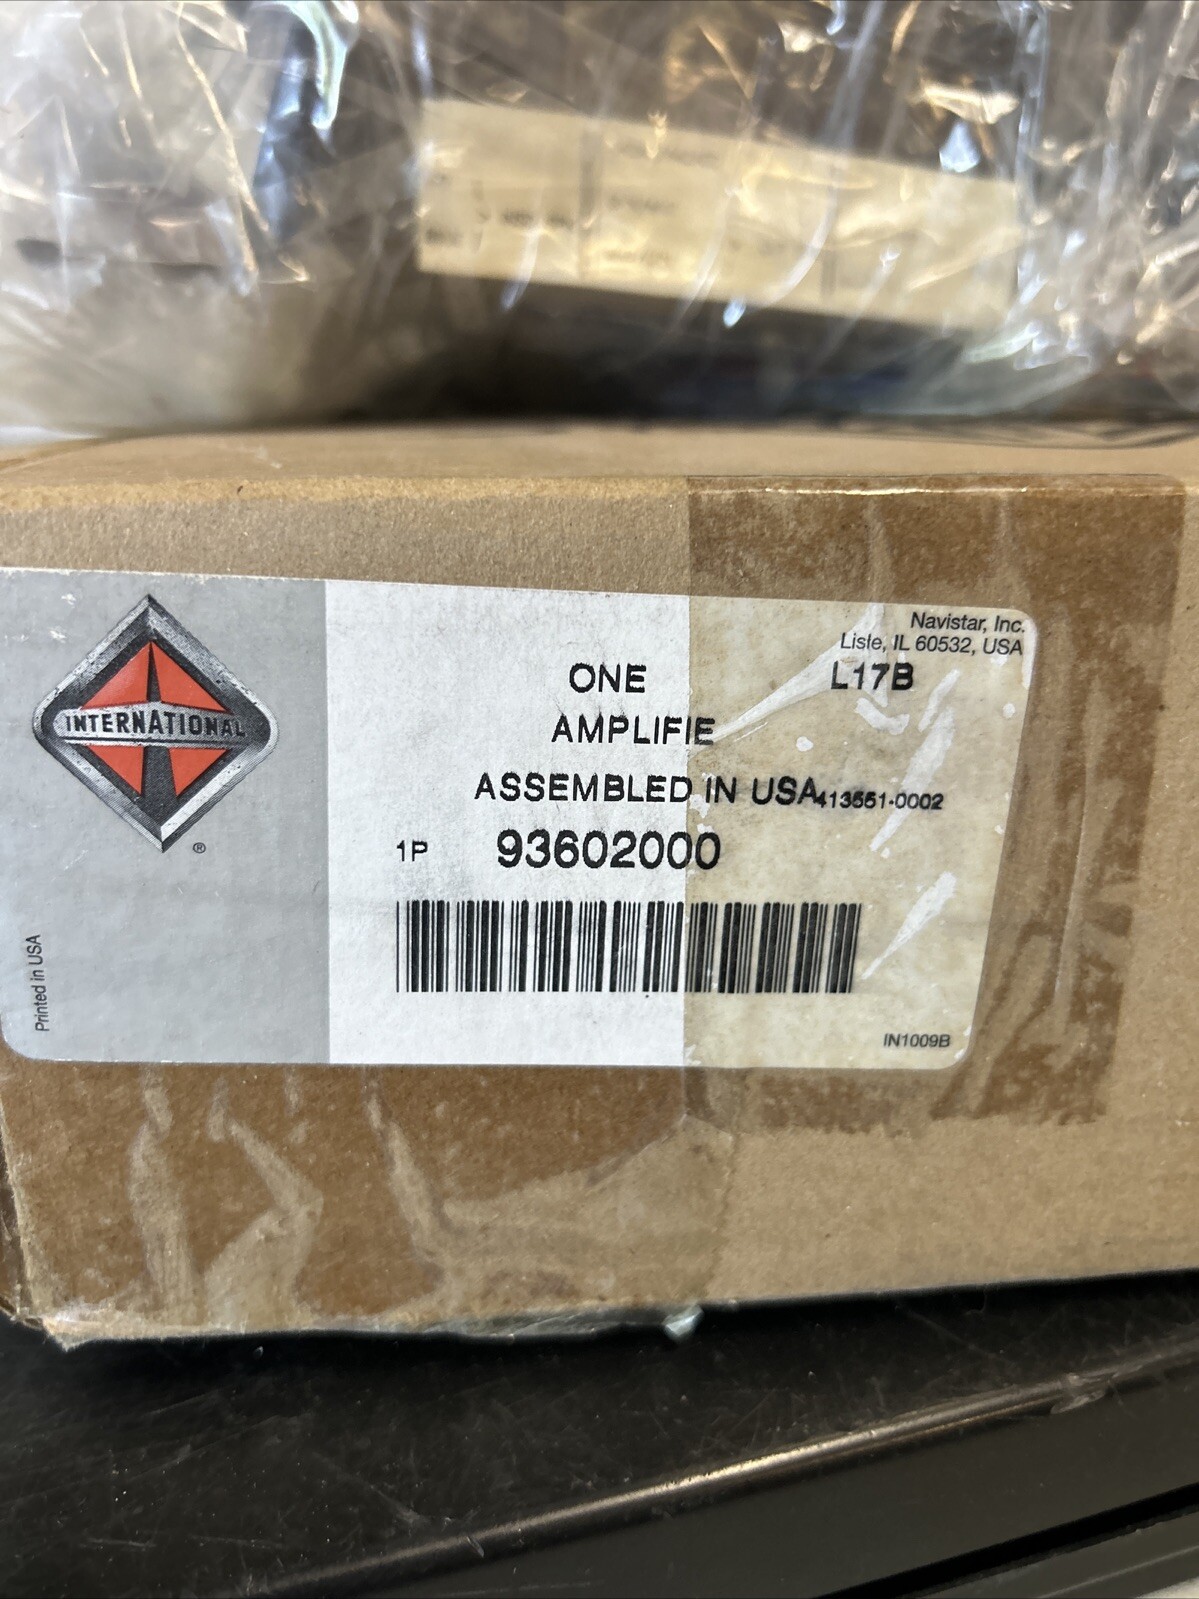 Navistar, Inc.
Lisle, IL 60532, USA
ONE
L17B
AMPLIFIE
INTERNATIONAL
®
ASSEMBLED IN USA
413551-0002
1P 93602000
Printed in USA
IN1009B